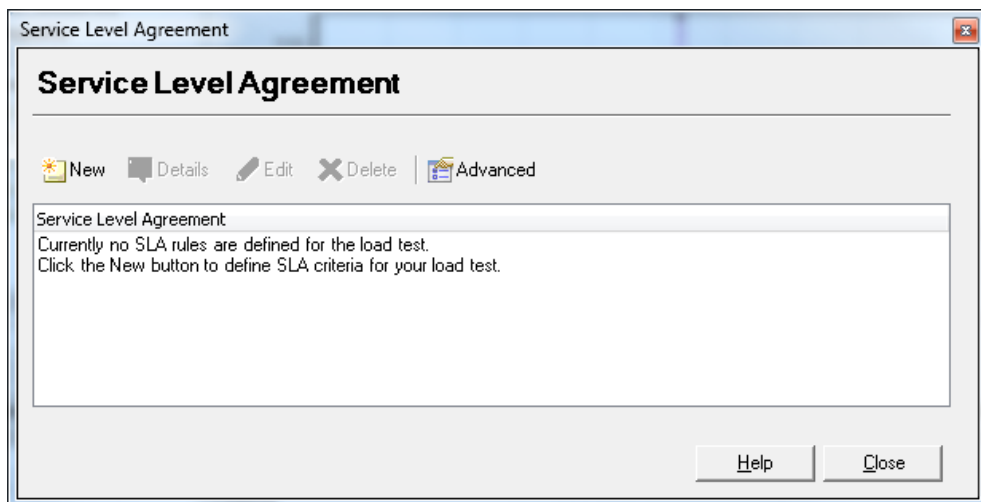 Service Level Agreement
Service Level Agreement
New Details Edit Delete Advanced
Service Level Agreement
Currently no SLA rules are defined for the load test.
Click the New button to define SLA criteria for your load test.
Help Close